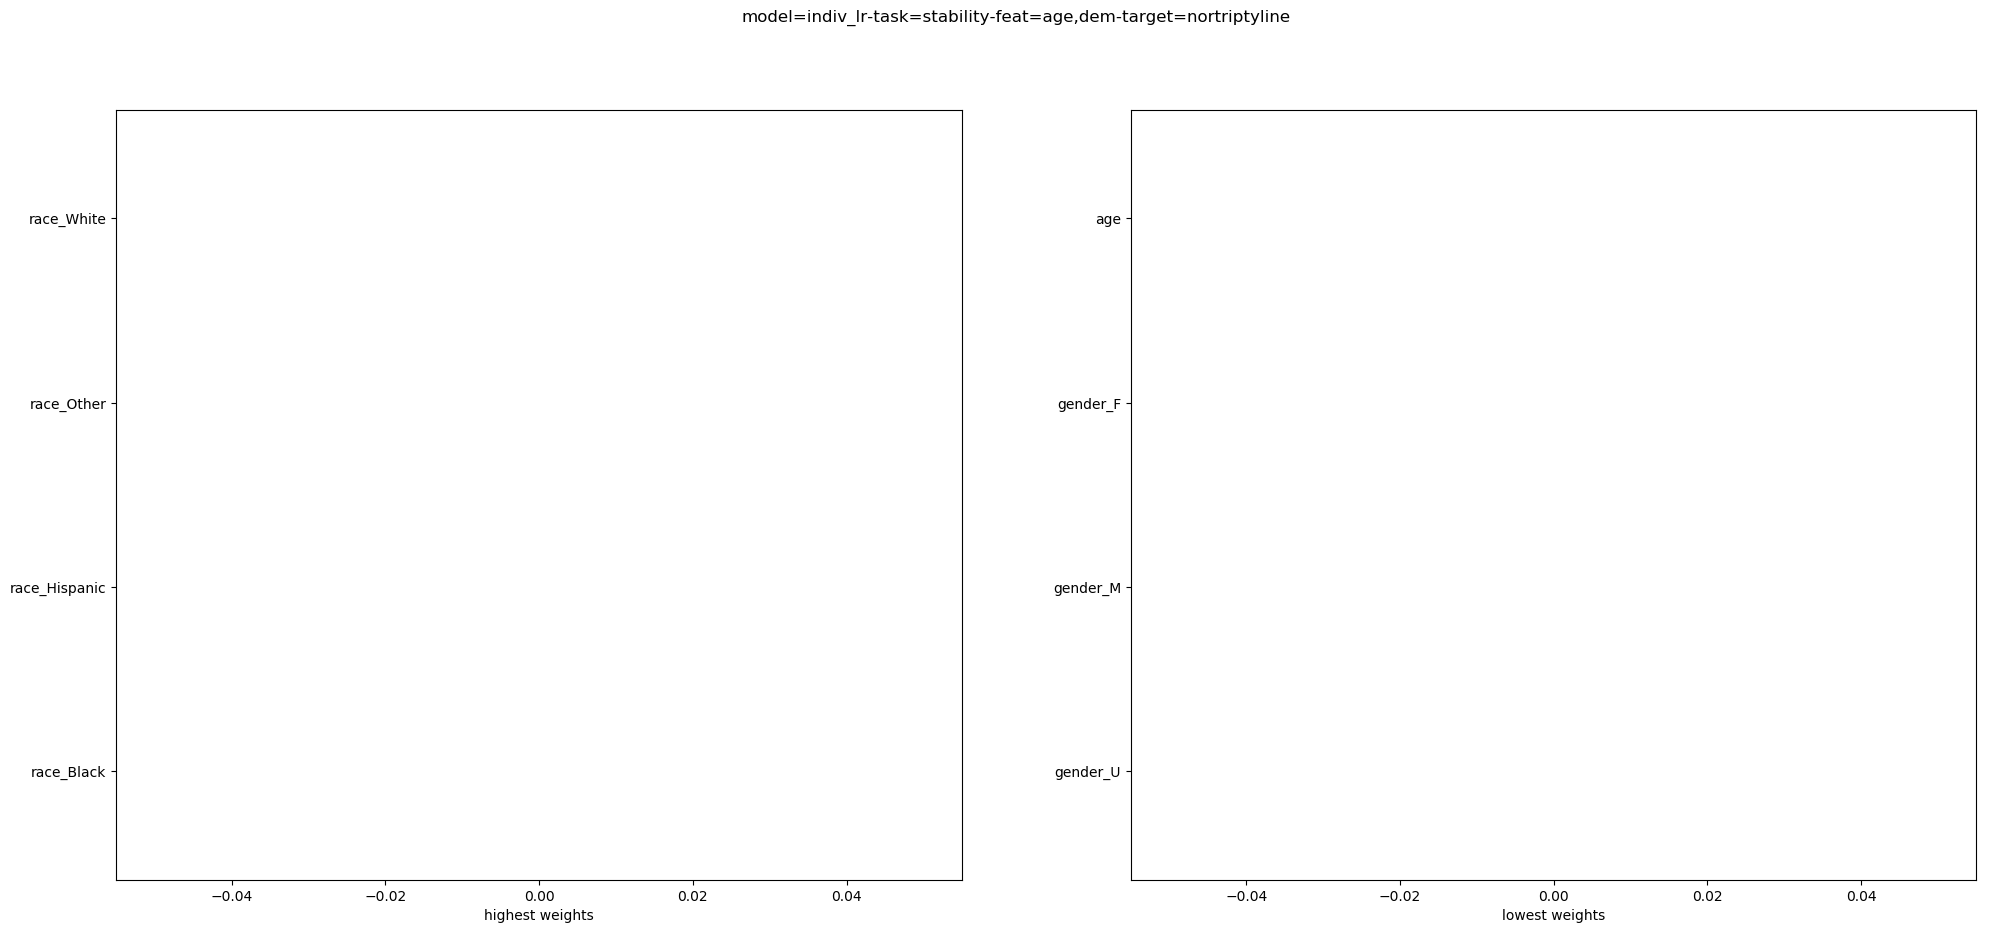 model=indiv_lr-task=stability-feat=age,dem-target=nortriptyline
race_White
race_Other
race_Hispanic
race_Black
−0.04 −0.02 0.00 0.02 0.04
highest weights
age
gender_F
gender_M
gender_U
−0.04 −0.02 0.00 0.02 0.04
lowest weights